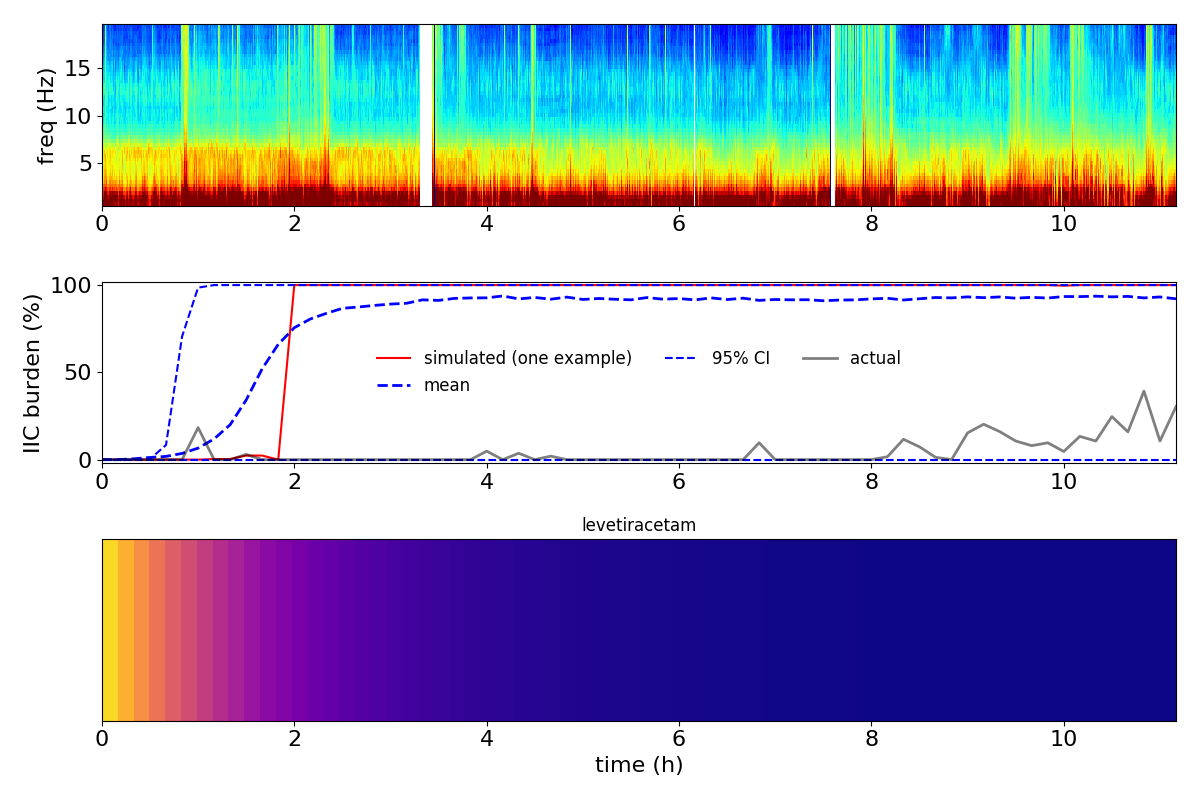 freq (Hz)
15
10
5
0 2 4 6 8 10
IIC burden (%)
100
50
0
simulated (one example) 95% CI actual
mean
0 2 4 6 8 10
levetiracetam
0 2 4 6 8 10
time (h)